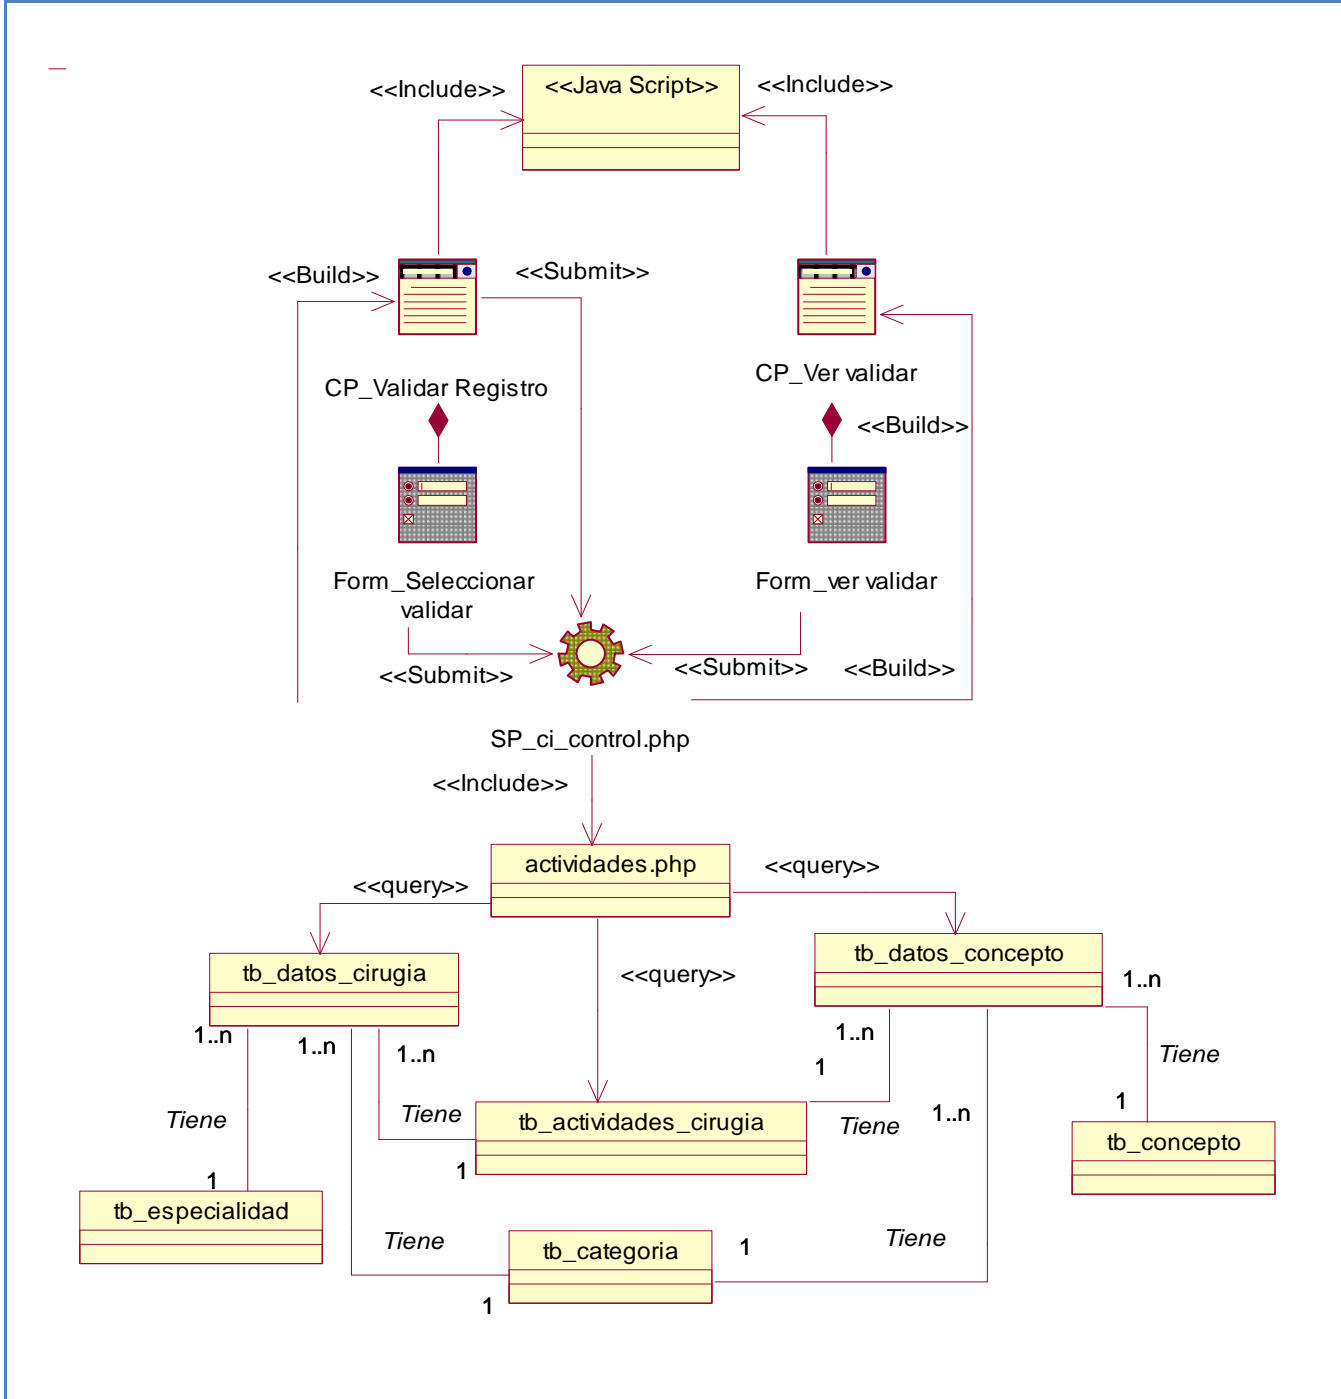 <<Include>>
<<Java Script>>
<<Include>>
<<Build>>
<<Submit>>
CP_Validar Registro
CP_Ver validar
<<Build>>
Form_Seleccionar
validar
Form_ver validar
<<Submit>>
<<Submit>>
<<Build>>
SP_ci_control.php
<<Include>>
actividades.php
<<query>>
<<query>>
tb_datos_cirugia
<<query>>
tb_datos_concepto
1..n
1..n
1..n
1..n
1..n
1
Tiene
Tiene
Tiene
tb_actividades_cirugia
Tiene
1..n
1
tb_concepto
1
1
tb_especialidad
Tiene
tb_categoria
1
Tiene
1